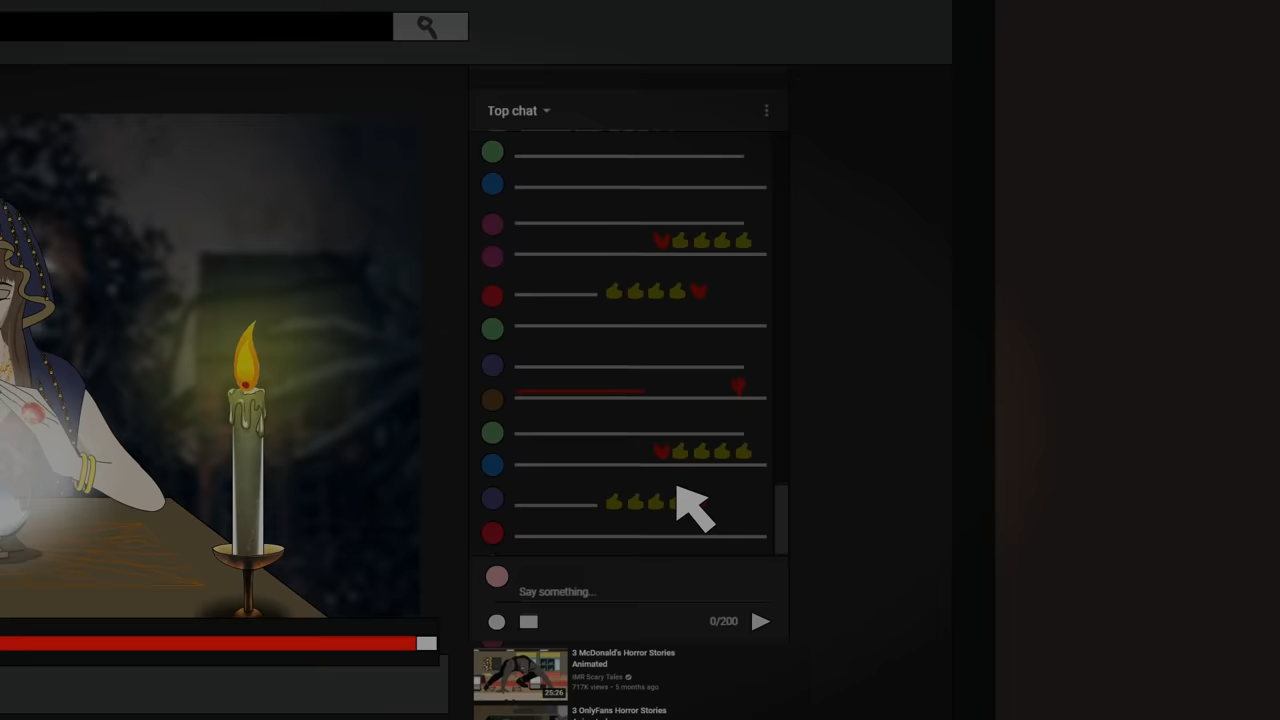 Top chat
Say something...
0/200
3 McDonald's Horror Stories
Animated
IMR Scary Tales
717K views • 5 months ago
25:26
3 OnlyFans Horror Stories